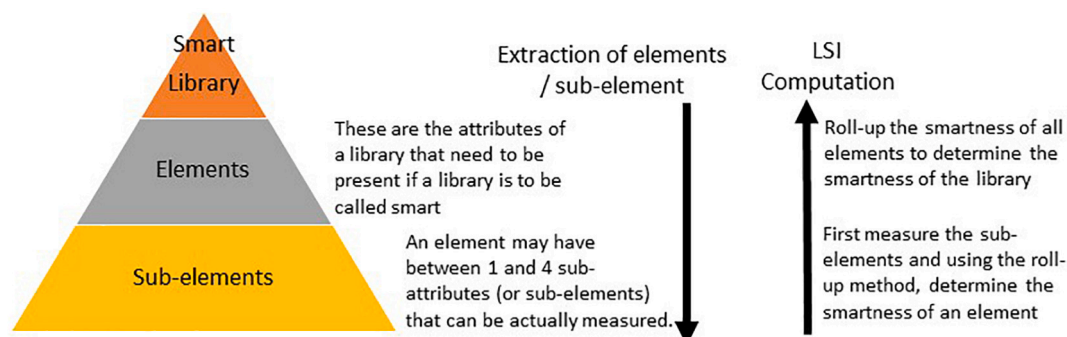 Smart
Library
Elements
Sub-elements
These are the attributes of
a library that need to be
present if a library is to be
called smart
An element may have
between 1 and 4 sub-
attributes (or sub-elements)
that can be actually measured.
Extraction of elements
/ sub-element
LSI
Computation
Roll-up the smartness of all
elements to determine the
smartness of the library
First measure the sub-
elements and using the roll-
up method, determine the
smartness of an element